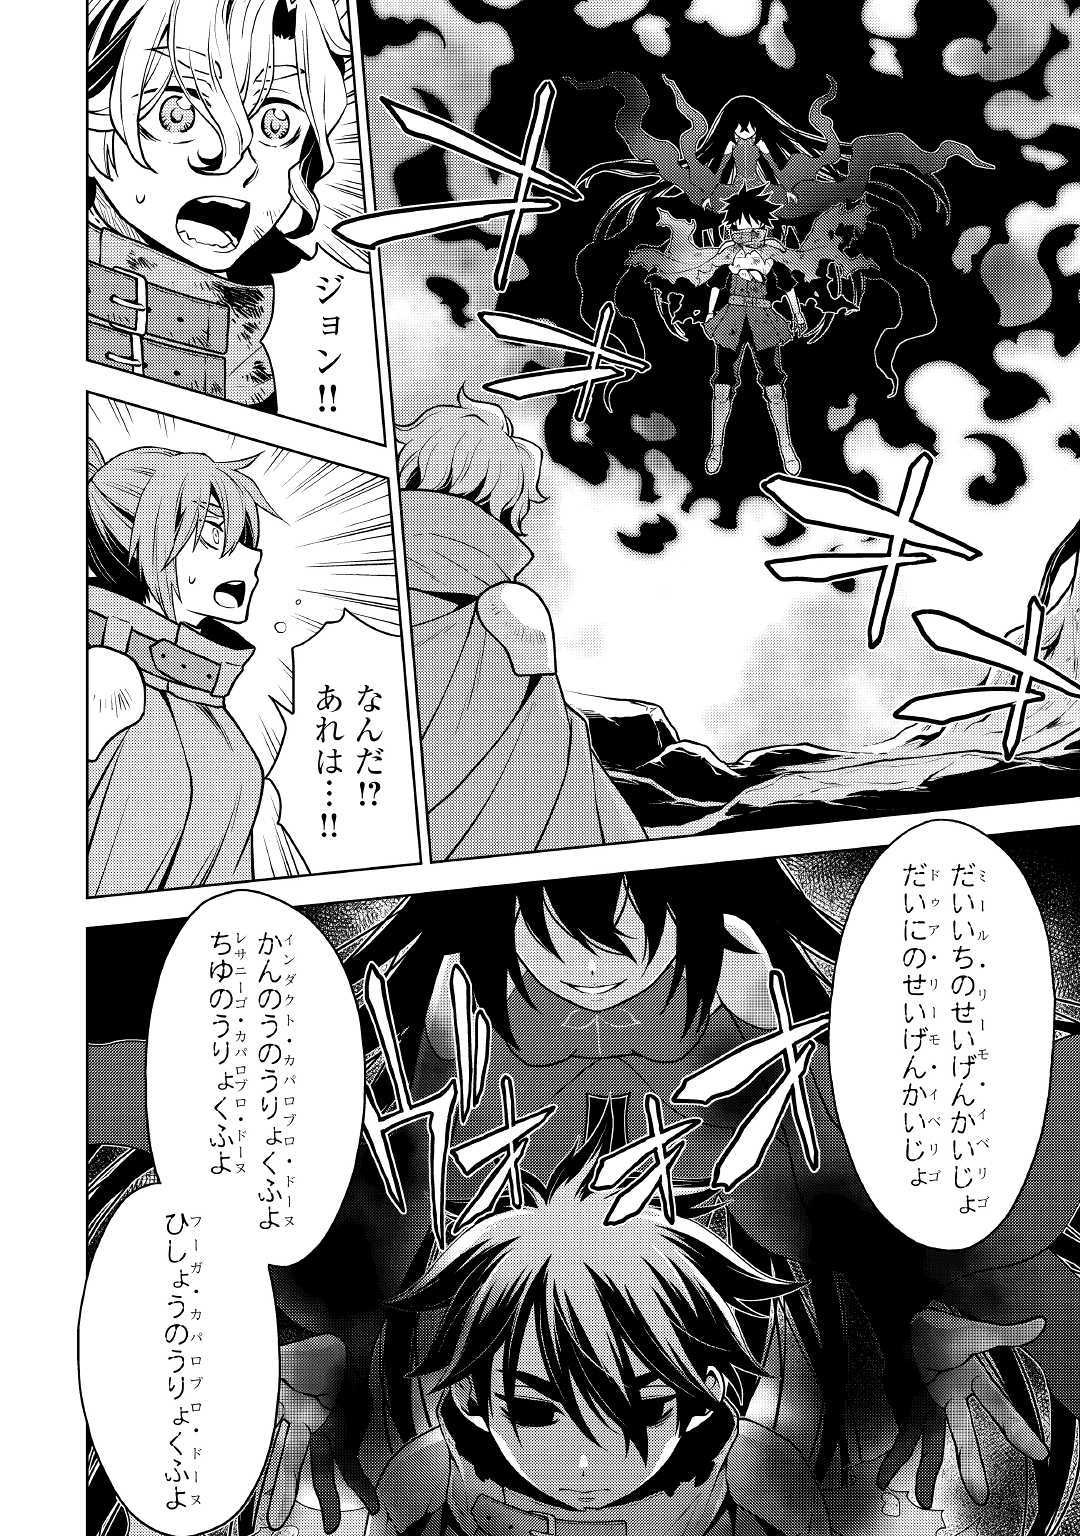 ジョン!!
なんだ!?
あれは…!!
だいいちのせいげんかいじょ
ミール・リーモ・イベリゴ
だいにのせいげんかいじょ
ドゥア・リーモ・イベリゴ
かんのうのうりょくふよ
インダクト・カパロブロ・ドーヌ
ちゆのうりょくふよ
レサニーゴ・カパロブロ・ドーヌ
ひしょうのうりょくふよ
フーガ・カパロブロ・ドーヌ